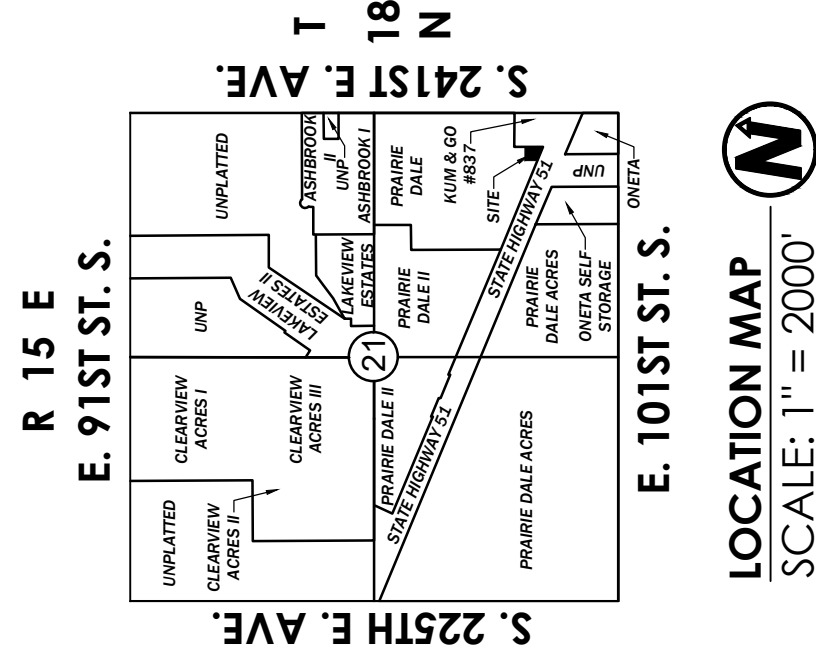 R 15 E
E. 91ST ST. S.
T
18
N
S. 241ST E. AVE.
S. 225TH E. AVE.
UNPLATTED
CLEARVIEW
ACRES II
CLEARVIEW
ACRES I
CLEARVIEW
ACRES III
UNP
LAKEVIEW
ESTATES II
UNPLATTED
ASHBROOK
II
UNP
ASHBROOK I
LAKEVIEW
ESTATES
21
PRAIRIE DALE II
STATE HIGHWAY 51
PRAIRIE DALE ACRES
PRAIRIE
DALE II
PRAIRIE
DALE
KUM & GO
#837
SITE
STATE HIGHWAY 51
PRAIRIE
DALE ACRES
ONETA SELF
STORAGE
UNP
ONETA
E. 101ST ST. S.
LOCATION MAP
SCALE: 1" = 2000'
N